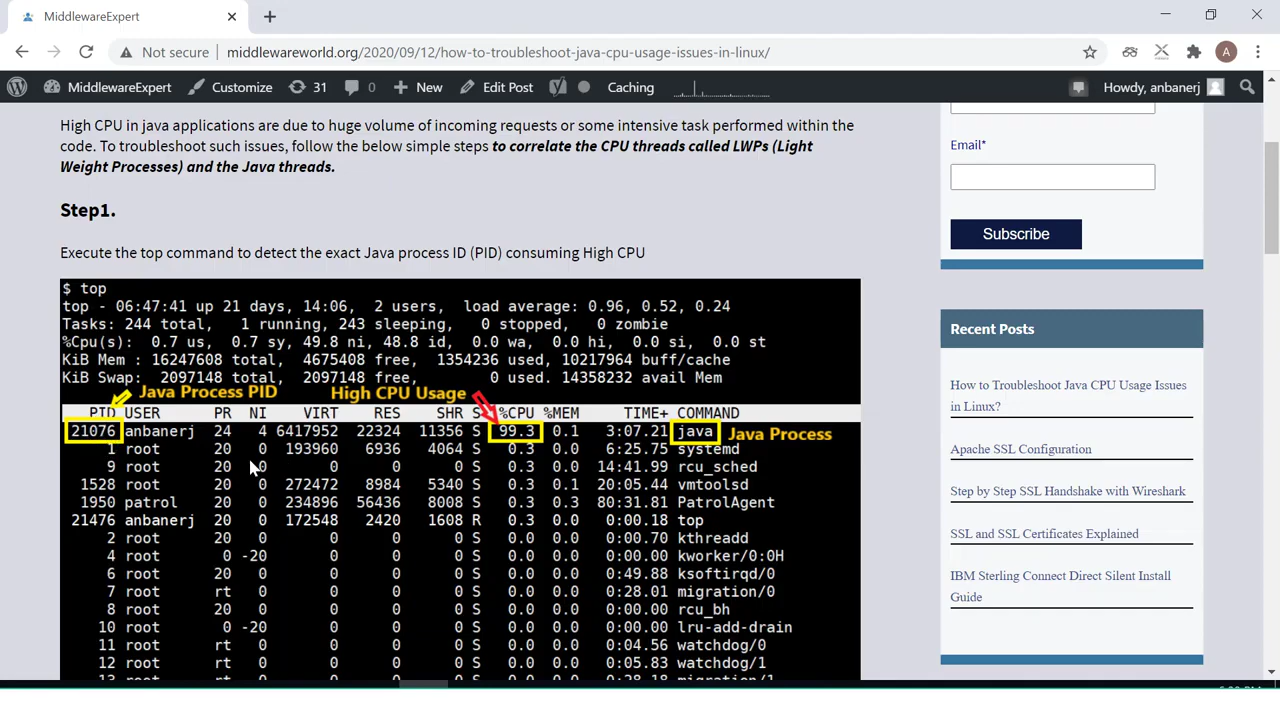 MiddlewareExpert
Not secure
middlewareworld.org/2020/09/12/how-to-troubleshoot-java-cpu-usage-issues-in-linux/
A
MiddlewareExpert Customize 31 0 New Edit Post Caching Howdy, anbanerj
High CPU in java applications are due to huge volume of incoming requests or some intensive task performed within the
code. To troubleshoot such issues, follow the below simple steps to correlate the CPU threads called LWPs (Light
Weight Processes) and the Java threads.
Step1.
Execute the top command to detect the exact Java process ID (PID) consuming High CPU
$ top
top - 06:47:41 up 21 days, 14:06, 2 users, load average: 0.96, 0.52, 0.24
Tasks: 244 total, 1 running, 243 sleeping, 0 stopped, 0 zombie
%Cpu(s): 0.7 us, 0.7 sy, 49.8 ni, 48.8 id, 0.0 wa, 0.0 hi, 0.0 si, 0.0 st
KiB Mem : 16247608 total, 4675408 free, 1354236 used, 10217964 buff/cache
KiB Swap: 2097148 total, 2097148 free, 0 used. 14358232 avail Mem
Java Process PID High CPU Usage
PID USER PR NI VIRT RES SHR S %CPU %MEM TIME+ COMMAND
21076 anbanerj 24 4 6417952 22324 11356 S 99.3 0.1 3:07.21 java Java Process
1 root 20 0 193960 6936 4064 S 0.3 0.0 6:25.75 systemd
9 root 20 0 0 0 0 S 0.3 0.0 14:41.99 rcu_sched
1528 root 20 0 272472 8984 5340 S 0.3 0.1 20:05.44 vmtoolsd
1950 patrol 20 0 234896 56436 8008 S 0.3 0.3 80:31.81 PatrolAgent
21476 anbanerj 20 0 172548 2420 1608 R 0.3 0.0 0:00.18 top
2 root 20 0 0 0 0 S 0.0 0.0 0:00.70 kthreadd
4 root 0 -20 0 0 0 S 0.0 0.0 0:00.00 kworker/0:0H
6 root 20 0 0 0 0 S 0.0 0.0 0:49.88 ksoftirqd/0
7 root rt 0 0 0 0 S 0.0 0.0 0:28.01 migration/0
8 root 20 0 0 0 0 S 0.0 0.0 0:00.00 rcu_bh
10 root 0 -20 0 0 0 S 0.0 0.0 0:00.00 lru-add-drain
11 root rt 0 0 0 0 S 0.0 0.0 0:04.56 watchdog/0
12 root rt 0 0 0 0 S 0.0 0.0 0:05.83 watchdog/1
13 root rt 0 0 0 0 S 0.0 0.0 0:28.18 migration/1
Email*
Subscribe
Recent Posts
How to Troubleshoot Java CPU Usage Issues
in Linux?
Apache SSL Configuration
Step by Step SSL Handshake with Wireshark
SSL and SSL Certificates Explained
IBM Sterling Connect Direct Silent Install
Guide